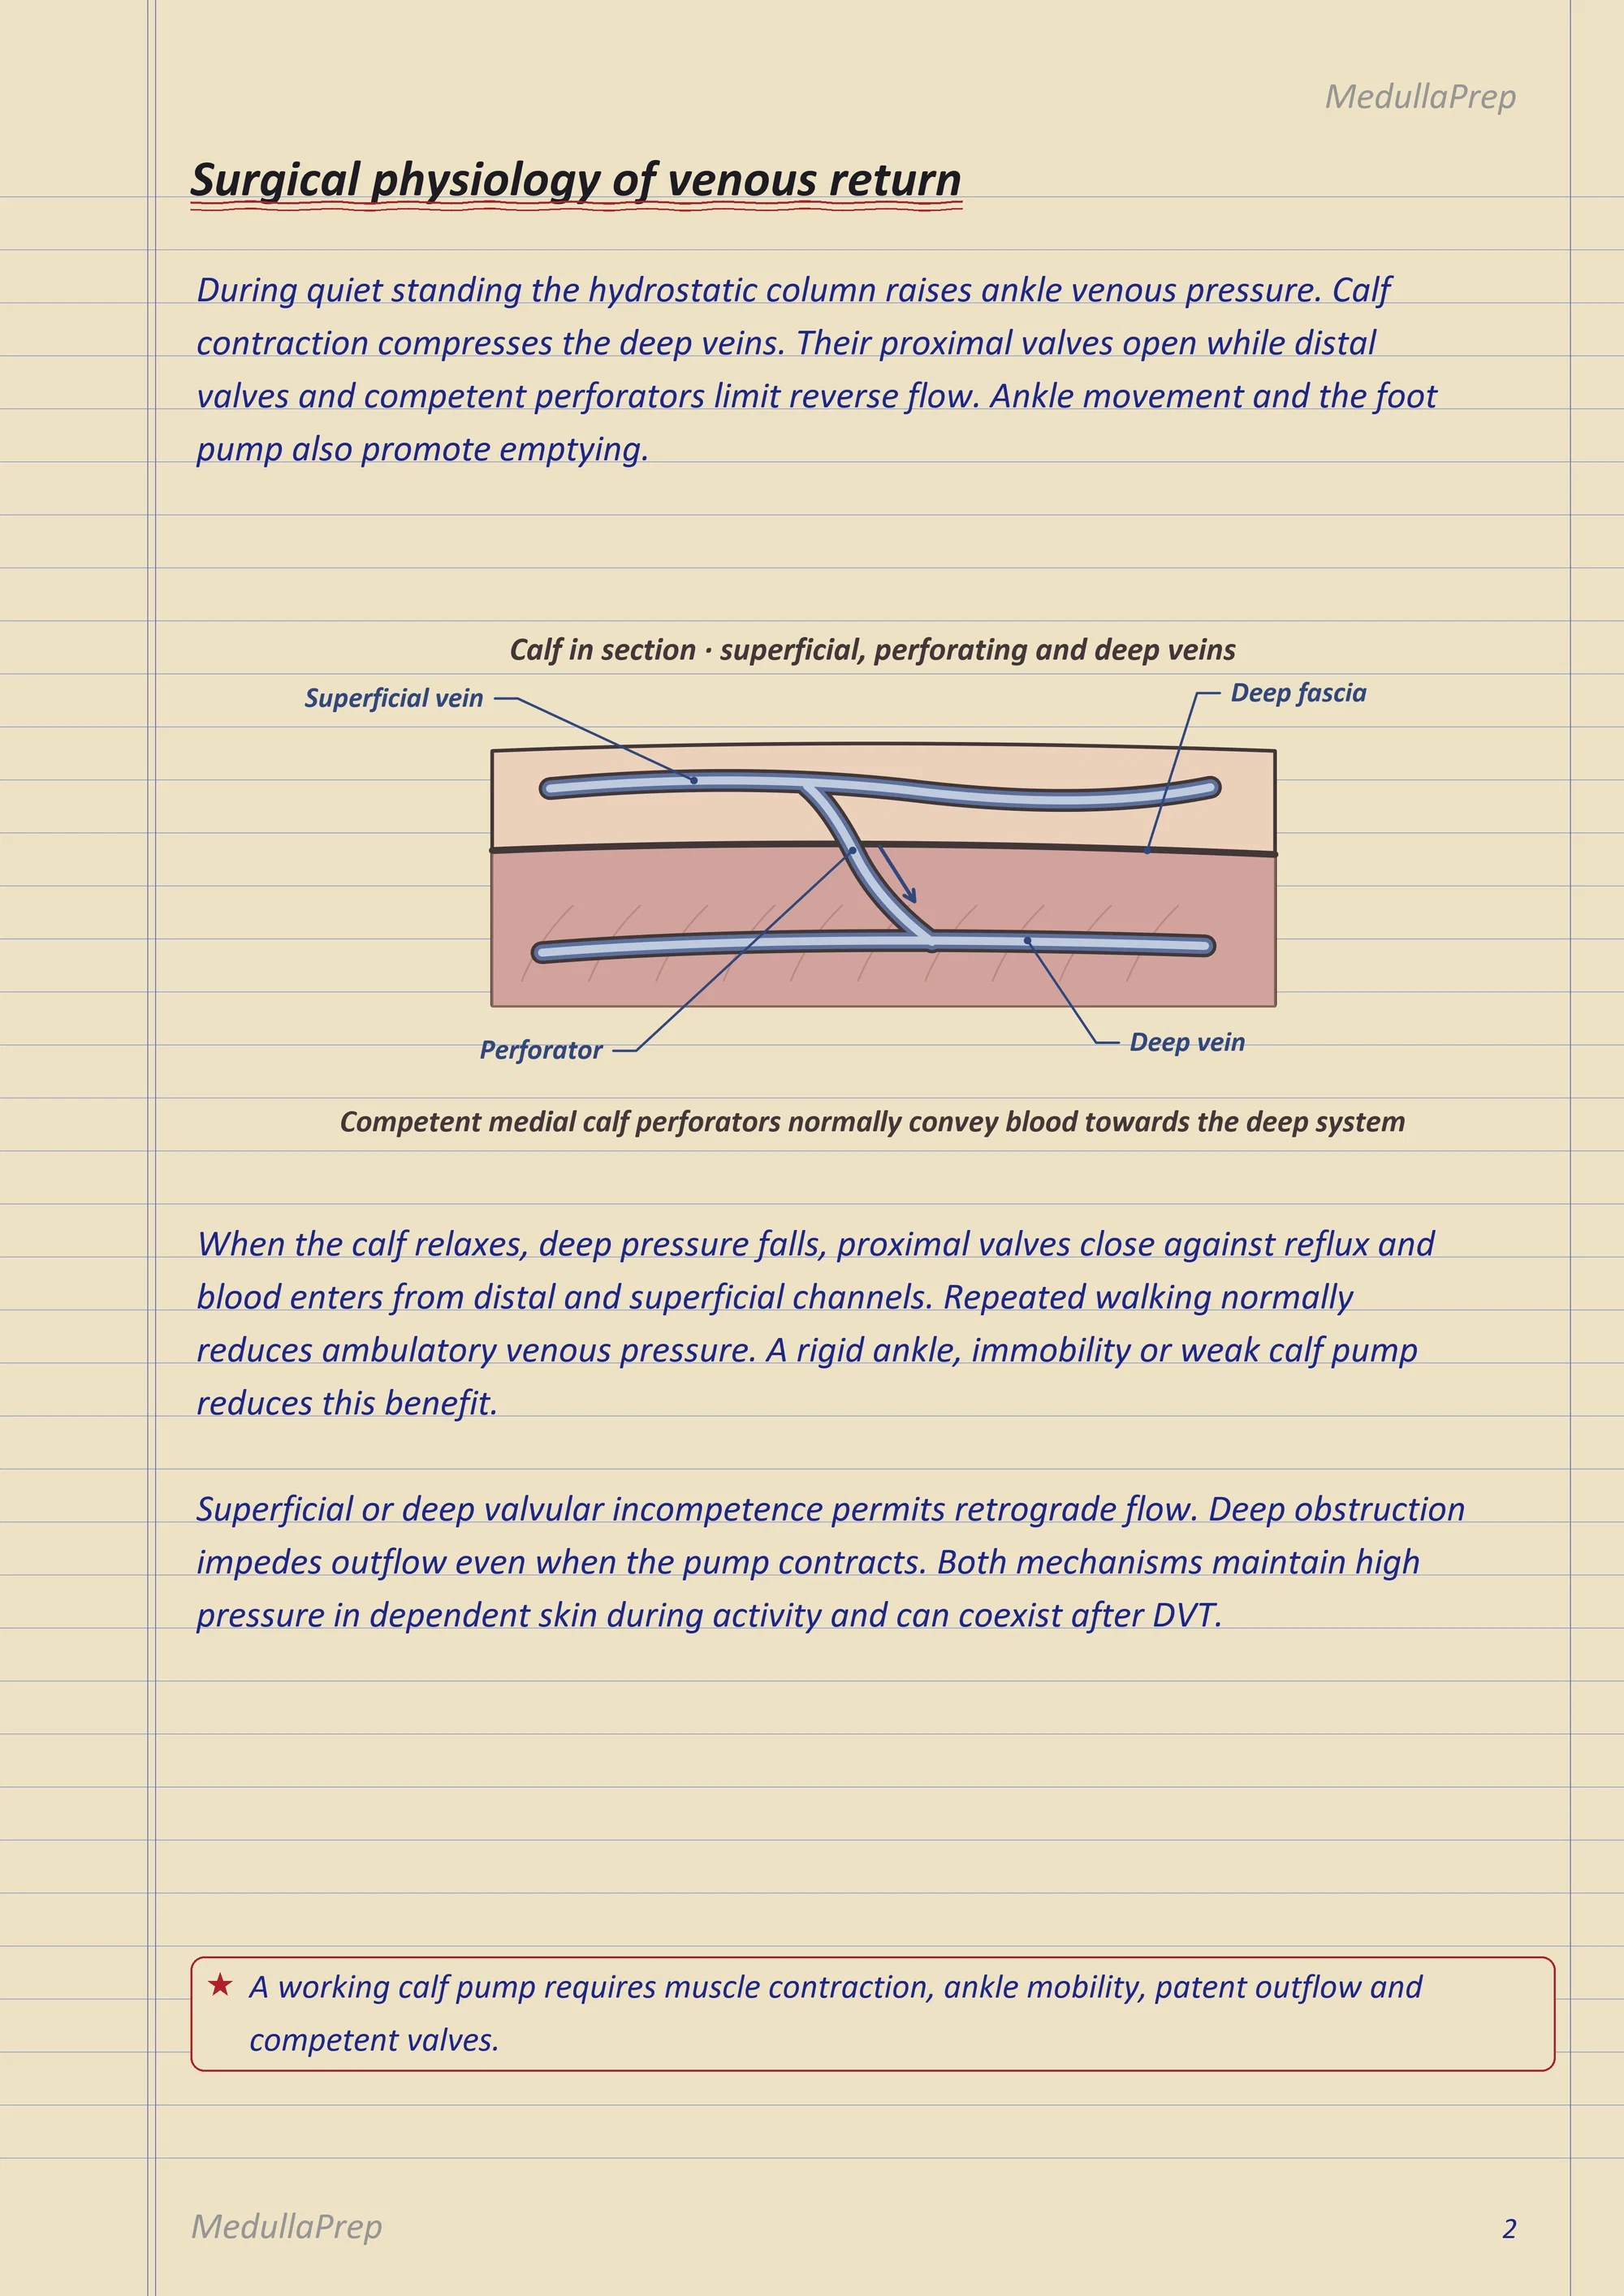 MedullaPrep
Surgical physiology of venous return
During quiet standing the hydrostatic column raises ankle venous pressure. Calf
contraction compresses the deep veins. Their proximal valves open while distal
valves and competent perforators limit reverse flow. Ankle movement and the foot
pump also promote emptying.
Calf in section · superficial, perforating and deep veins
Superficial vein
Deep fascia
Perforator
Deep vein
Competent medial calf perforators normally convey blood towards the deep system
When the calf relaxes, deep pressure falls, proximal valves close against reflux and
blood enters from distal and superficial channels. Repeated walking normally
reduces ambulatory venous pressure. A rigid ankle, immobility or weak calf pump
reduces this benefit.
Superficial or deep valvular incompetence permits retrograde flow. Deep obstruction
impedes outflow even when the pump contracts. Both mechanisms maintain high
pressure in dependent skin during activity and can coexist after DVT.
★ A working calf pump requires muscle contraction, ankle mobility, patent outflow and
competent valves.
MedullaPrep
2